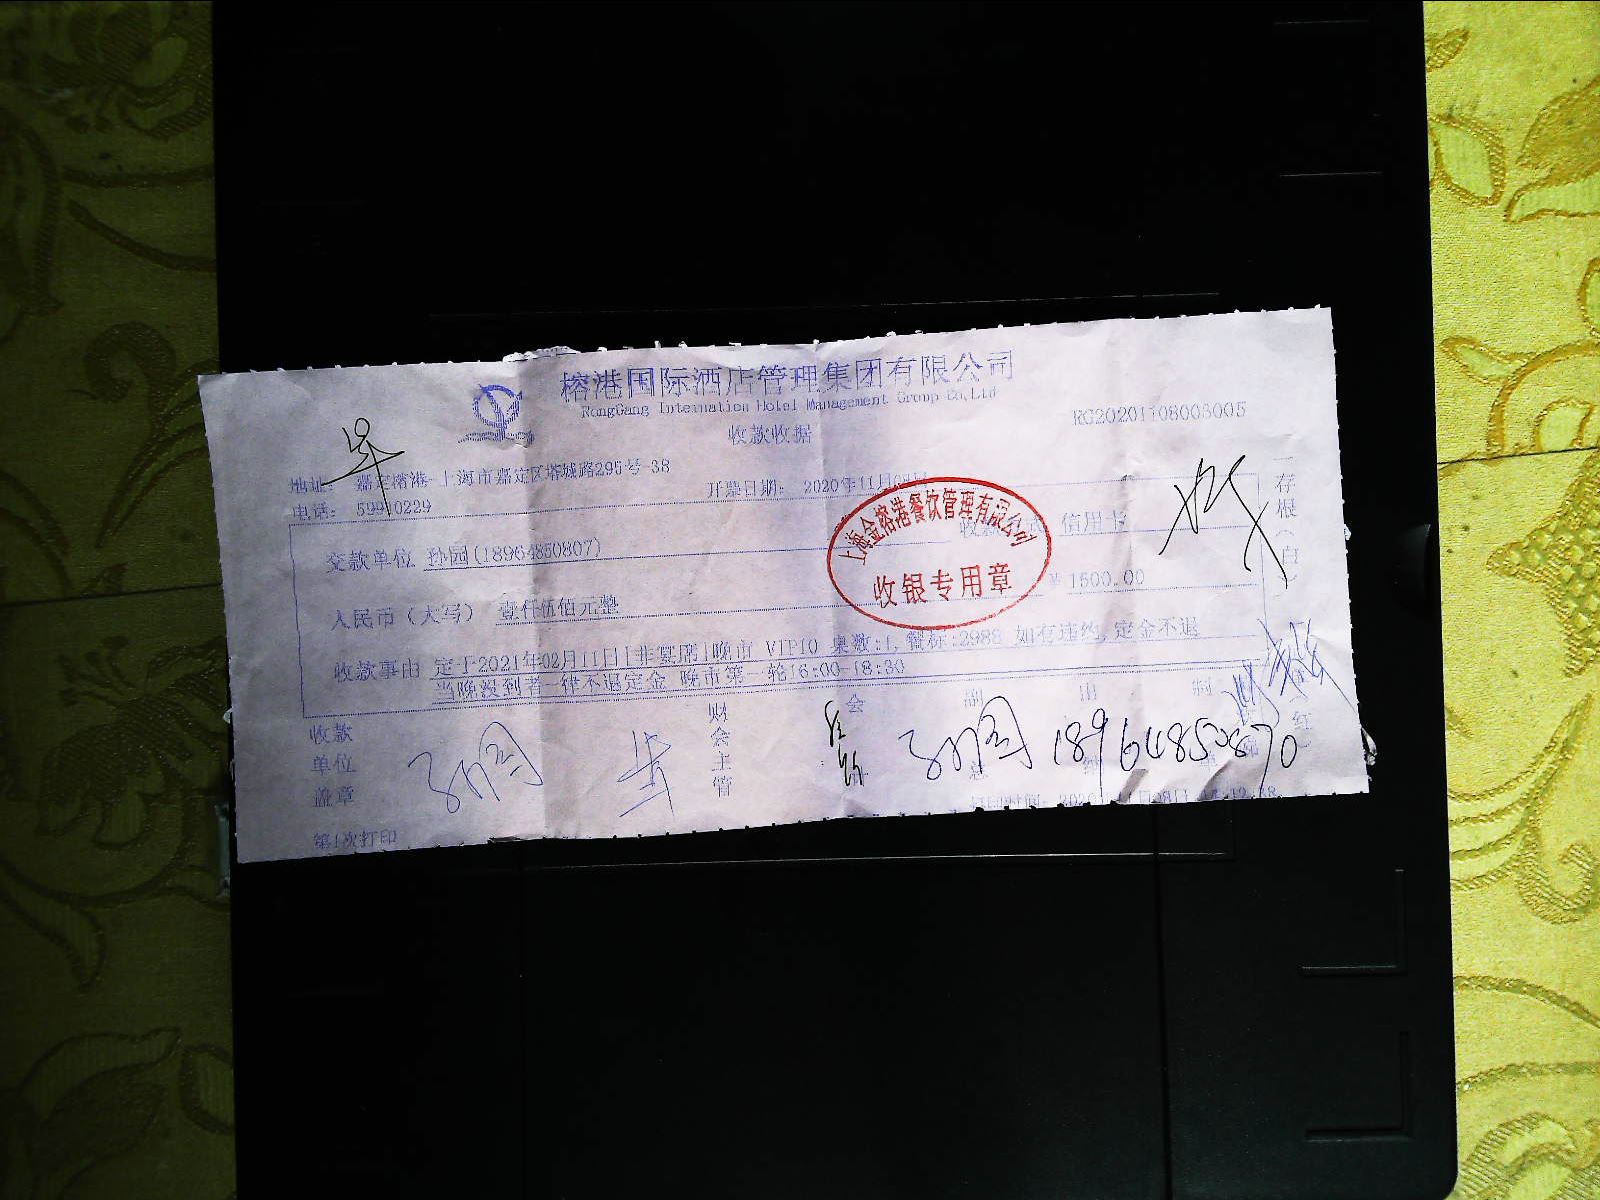 榕港国际酒店管理集团有限公司
RongGang Internation Hotel Management Group Co,Ltd
收款收据
RG20201108003005
地址： 嘉定榕港-上海市嘉定区塔城路295号-38
电话： 59910229
开票日期： 2020年11月08日
交款单位 孙园(18964850807)
信用卡
人民币（大写） 壹仟伍佰元整
¥ 1500.00
收款事由 定于2021年02月11日[非宴席]晚市 VIP10 桌数:1, 餐标:2988 如有违约,定金不退
当晚没到者一律不退定金 晚市第一轮16:00-18:30
上海金榕港餐饮管理有限公司
收银专用章
存根（白）
（红）
收款单位盖章
财会主管
会
孙园
孙园 18964850870
第1次打印